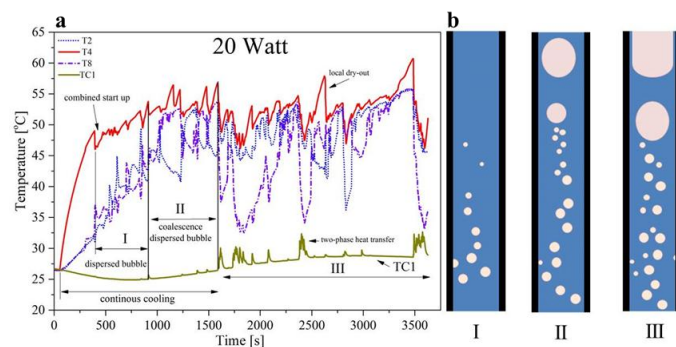 a
b
20 Watt
T2
T4
T8
TC1
combined start up
local dry-out
I
dispersed bubble
II
coalescence
dispersed bubble
two-phase heat transfer
TC1
III
continous cooling
Temperature [°C]
65
60
55
50
45
40
35
30
25
20
0
500
1000
1500
2000
2500
3000
3500
Time [s]
I
II
III